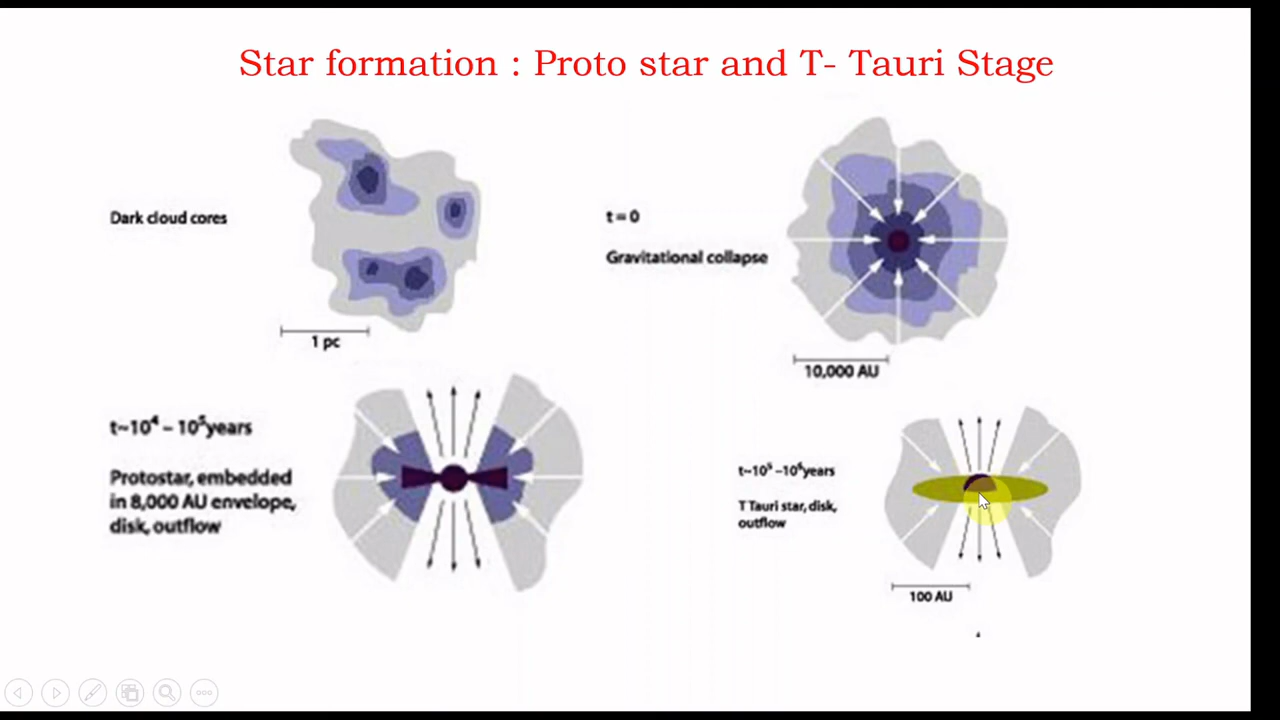 Star formation : Proto star and T- Tauri Stage
Dark cloud cores
1 pc
t = 0
Gravitational collapse
10,000 AU
t~10⁴ – 10⁵years
Protostar, embedded
in 8,000 AU envelope,
disk, outflow
t~10⁵ –10⁶years
T Tauri star, disk,
outflow
100 AU